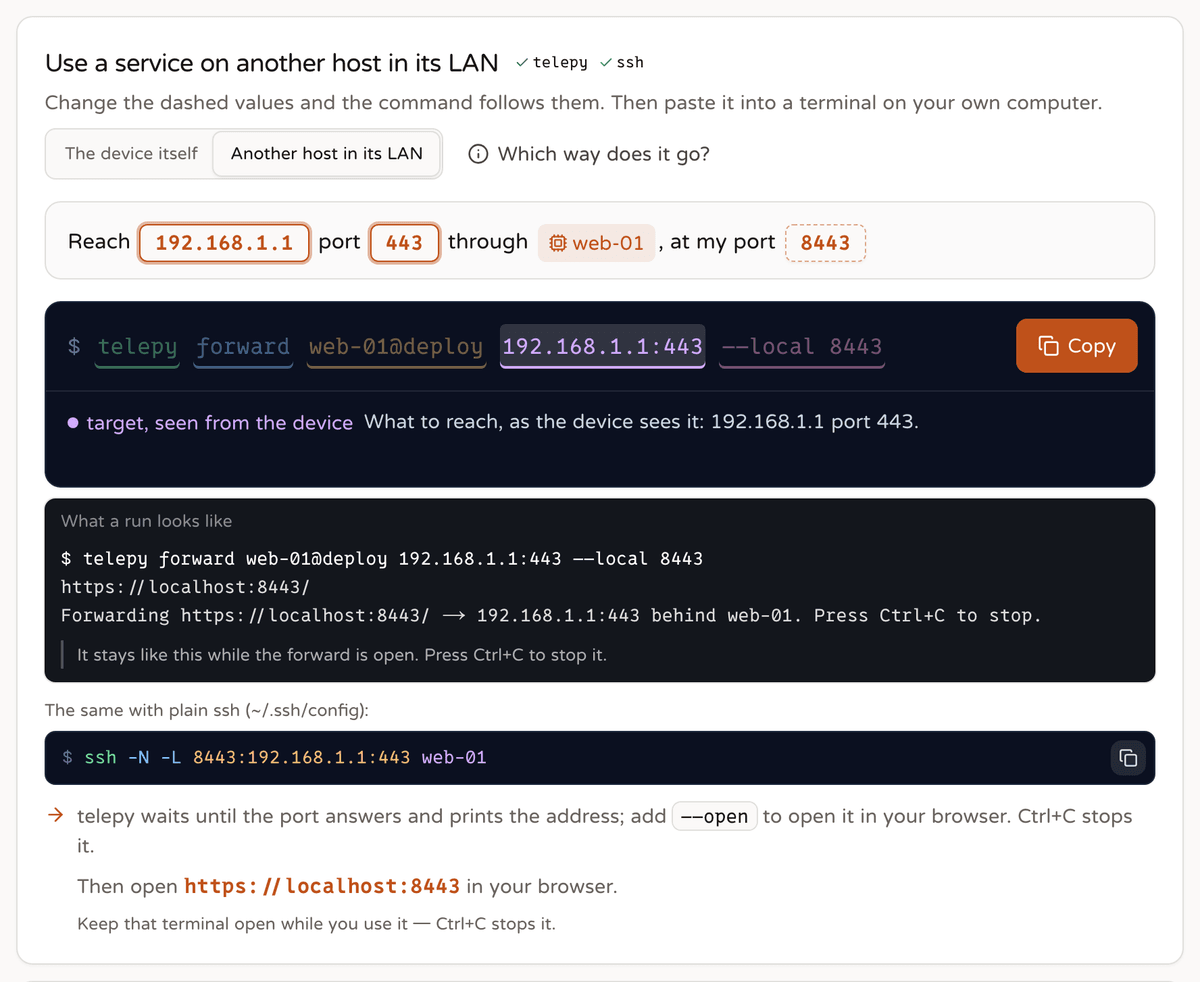 Use a service on another host in its LAN ✓ telepy ✓ ssh
Change the dashed values and the command follows them. Then paste it into a terminal on your own computer.
The device itself Another host in its LAN Which way does it go?
Reach 192.168.1.1 port 443 through web-01 , at my port 8443
$ telepy forward web-01@deploy 192.168.1.1:443 --local 8443 Copy
target, seen from the device What to reach, as the device sees it: 192.168.1.1 port 443.
What a run looks like
$ telepy forward web-01@deploy 192.168.1.1:443 --local 8443
https://localhost:8443/
Forwarding https://localhost:8443/ → 192.168.1.1:443 behind web-01. Press Ctrl+C to stop.
It stays like this while the forward is open. Press Ctrl+C to stop it.
The same with plain ssh (~/.ssh/config):
$ ssh -N -L 8443:192.168.1.1:443 web-01
→ telepy waits until the port answers and prints the address; add --open to open it in your browser. Ctrl+C stops
it.
Then open https://localhost:8443 in your browser.
Keep that terminal open while you use it — Ctrl+C stops it.